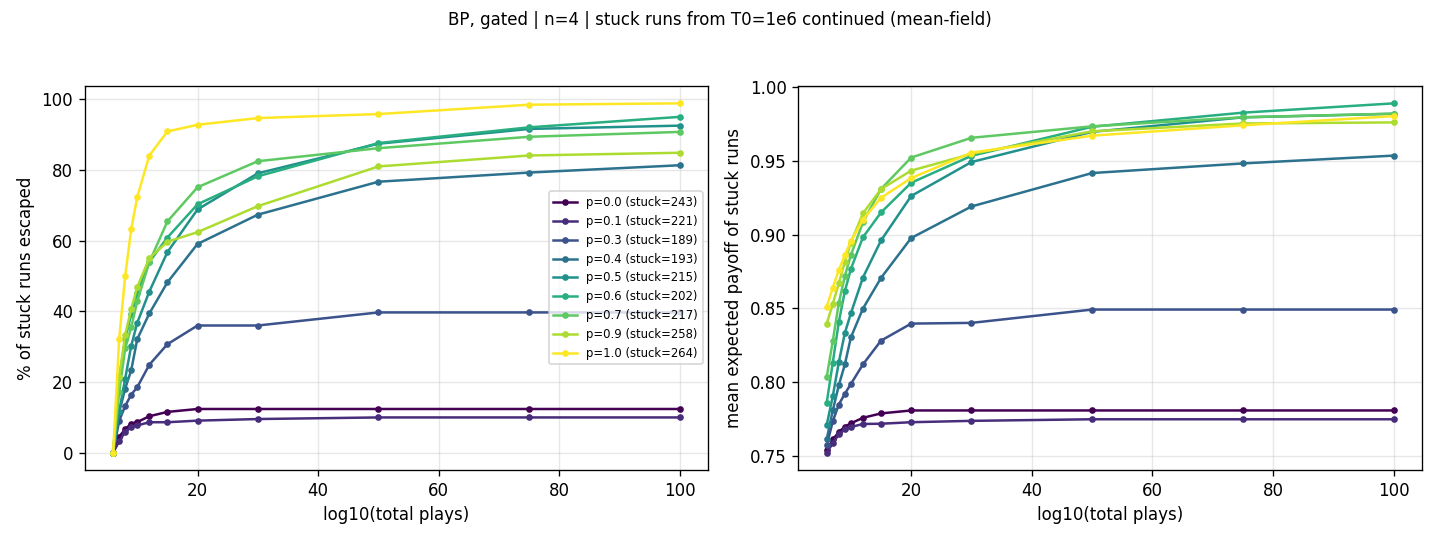 BP, gated | n=4 | stuck runs from T0=1e6 continued (mean-field)
% of stuck runs escaped
100
80
60
40
20
0
p=0.0 (stuck=243)
p=0.1 (stuck=221)
p=0.3 (stuck=189)
p=0.4 (stuck=193)
p=0.5 (stuck=215)
p=0.6 (stuck=202)
p=0.7 (stuck=217)
p=0.9 (stuck=258)
p=1.0 (stuck=264)
20
40
60
80
100
log10(total plays)
mean expected payoff of stuck runs
1.00
0.95
0.90
0.85
0.80
0.75
20
40
60
80
100
log10(total plays)